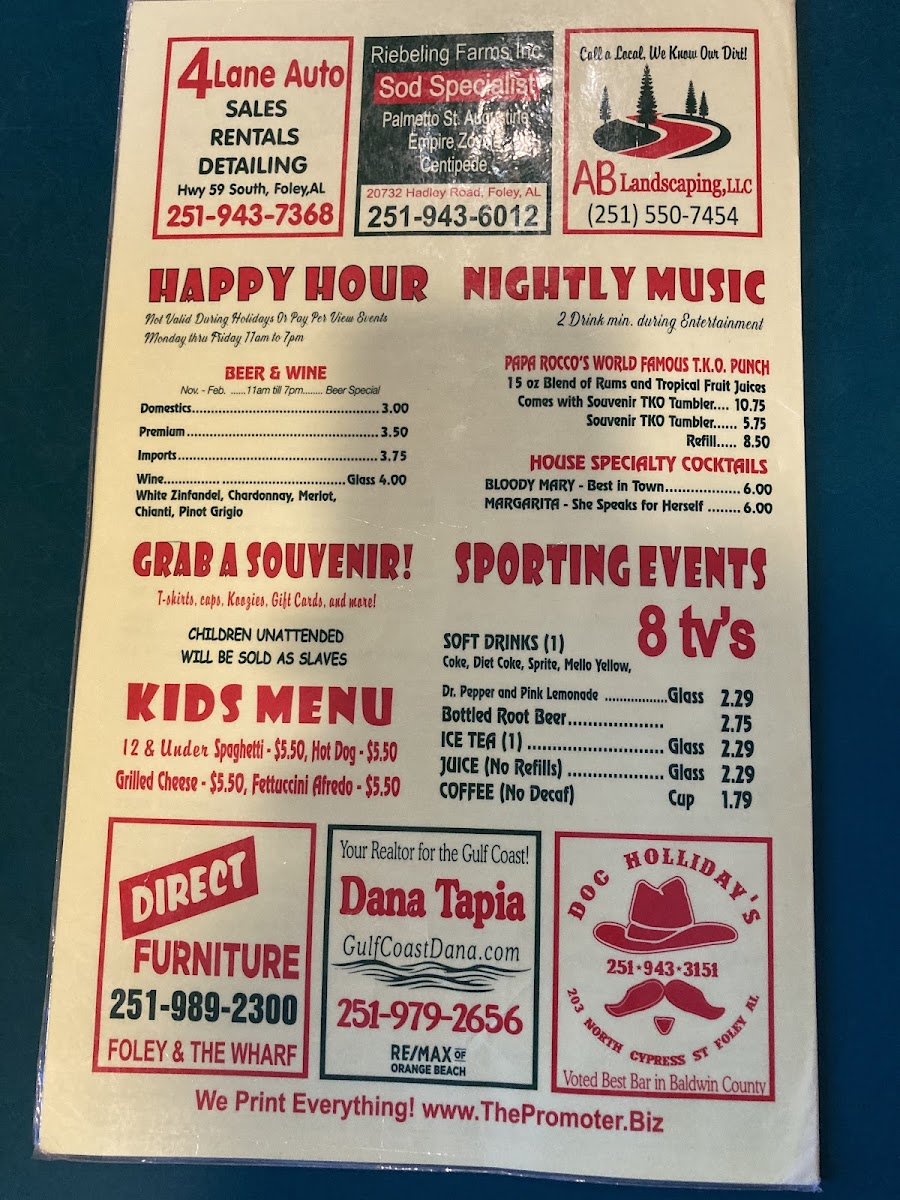 4Lane Auto
SALES
RENTALS
DETAILING
Hwy 59 South, Foley,AL
251-943-7368
Riebeling Farms Inc
Sod Specialist
Palmetto St. Augustine
Empire
Centipede
20732 Hadley Road, Foley, AL
251-943-6012
Call a Local, We Know Our Dirt!
AB Landscaping,LLC
(251) 550-7454
HAPPY HOUR
Not Valid During Holidays Or Pay Per View Events
Monday thru Friday 11am to 7pm
BEER & WINE
Nov. - Feb. ......11am till 7pm........ Beer Special
Domestics.......................................... 3.00
Premium........................................... 3.50
Imports............................................. 3.75
Wine.............. ............................Glass 4.00
White Zinfandel, Chardonnay, Merlot,
Chianti, Pinot Grigio
NIGHTLY MUSIC
2 Drink min. during Entertainment
PAPA ROCCO'S WORLD FAMOUS T.K.O. PUNCH
15 oz Blend of Rums and Tropical Fruit Juices
Comes with Souvenir TKO Tumbler.... 10.75
Souvenir TKO Tumbler...... 5.75
Refill..... 8.50
HOUSE SPECIALTY COCKTAILS
BLOODY MARY - Best in Town................. 6.00
MARGARITA - She Speaks for Herself ........ 6.00
GRAB A SOUVENIR!
T-shirts, caps, Koozies, Gift Cards, and more!
CHILDREN UNATTENDED
WILL BE SOLD AS SLAVES
KIDS MENU
12 & Under Spaghetti - $5.50, Hot Dog - $5.50
Grilled Cheese - $5.50, Fettuccini Alfredo - $5.50
SPORTING EVENTS
8 tv's
SOFT DRINKS (1)
Coke, Diet Coke, Sprite, Mello Yellow,
Dr. Pepper and Pink Lemonade ................Glass 2.29
Bottled Root Beer................ 2.75
ICE TEA (1) ....................... Glass 2.29
JUICE (No Refills) ................ Glass 2.29
COFFEE (No Decaf) Cup 1.79
DIRECT
FURNITURE
251-989-2300
FOLEY & THE WHARF
Your Realtor for the Gulf Coast!
Dana Tapia
GulfCoastDana.com
251-979-2656
RE/MAX OF
ORANGE BEACH
DOC HOLLIDAY'S
251•943•3151
203 NORTH CYPRESS ST FOLEY AL
Voted Best Bar in Baldwin County
We Print Everything! www.ThePromoter.Biz